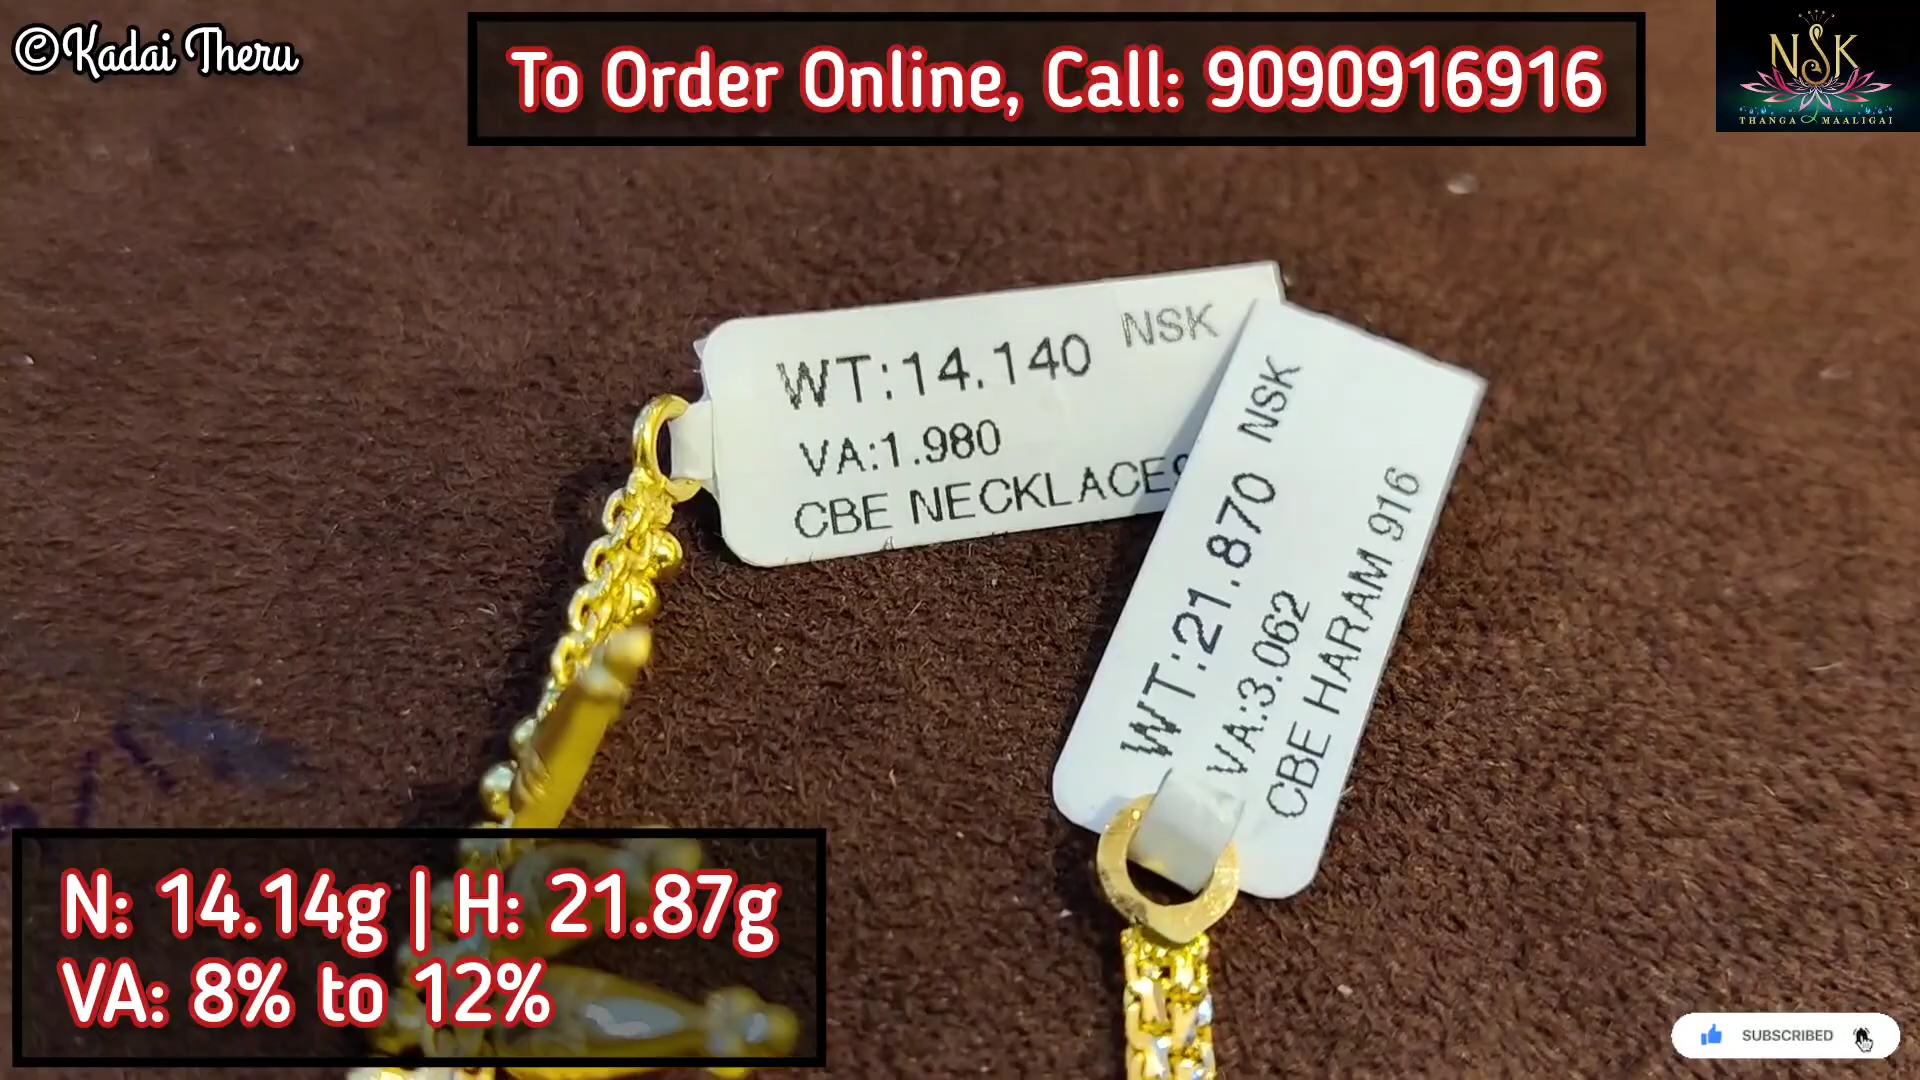 ©Kadai Theru
To Order Online, Call: 9090916916
NSK
THANGA MAALIGAI
WT:14.140 NSK
VA:1.980
CBE NECKLACES
WT:21.870 NSK
VA:3.062
CBE HARAM 916
N: 14.14g | H: 21.87g
VA: 8% to 12%
SUBSCRIBED